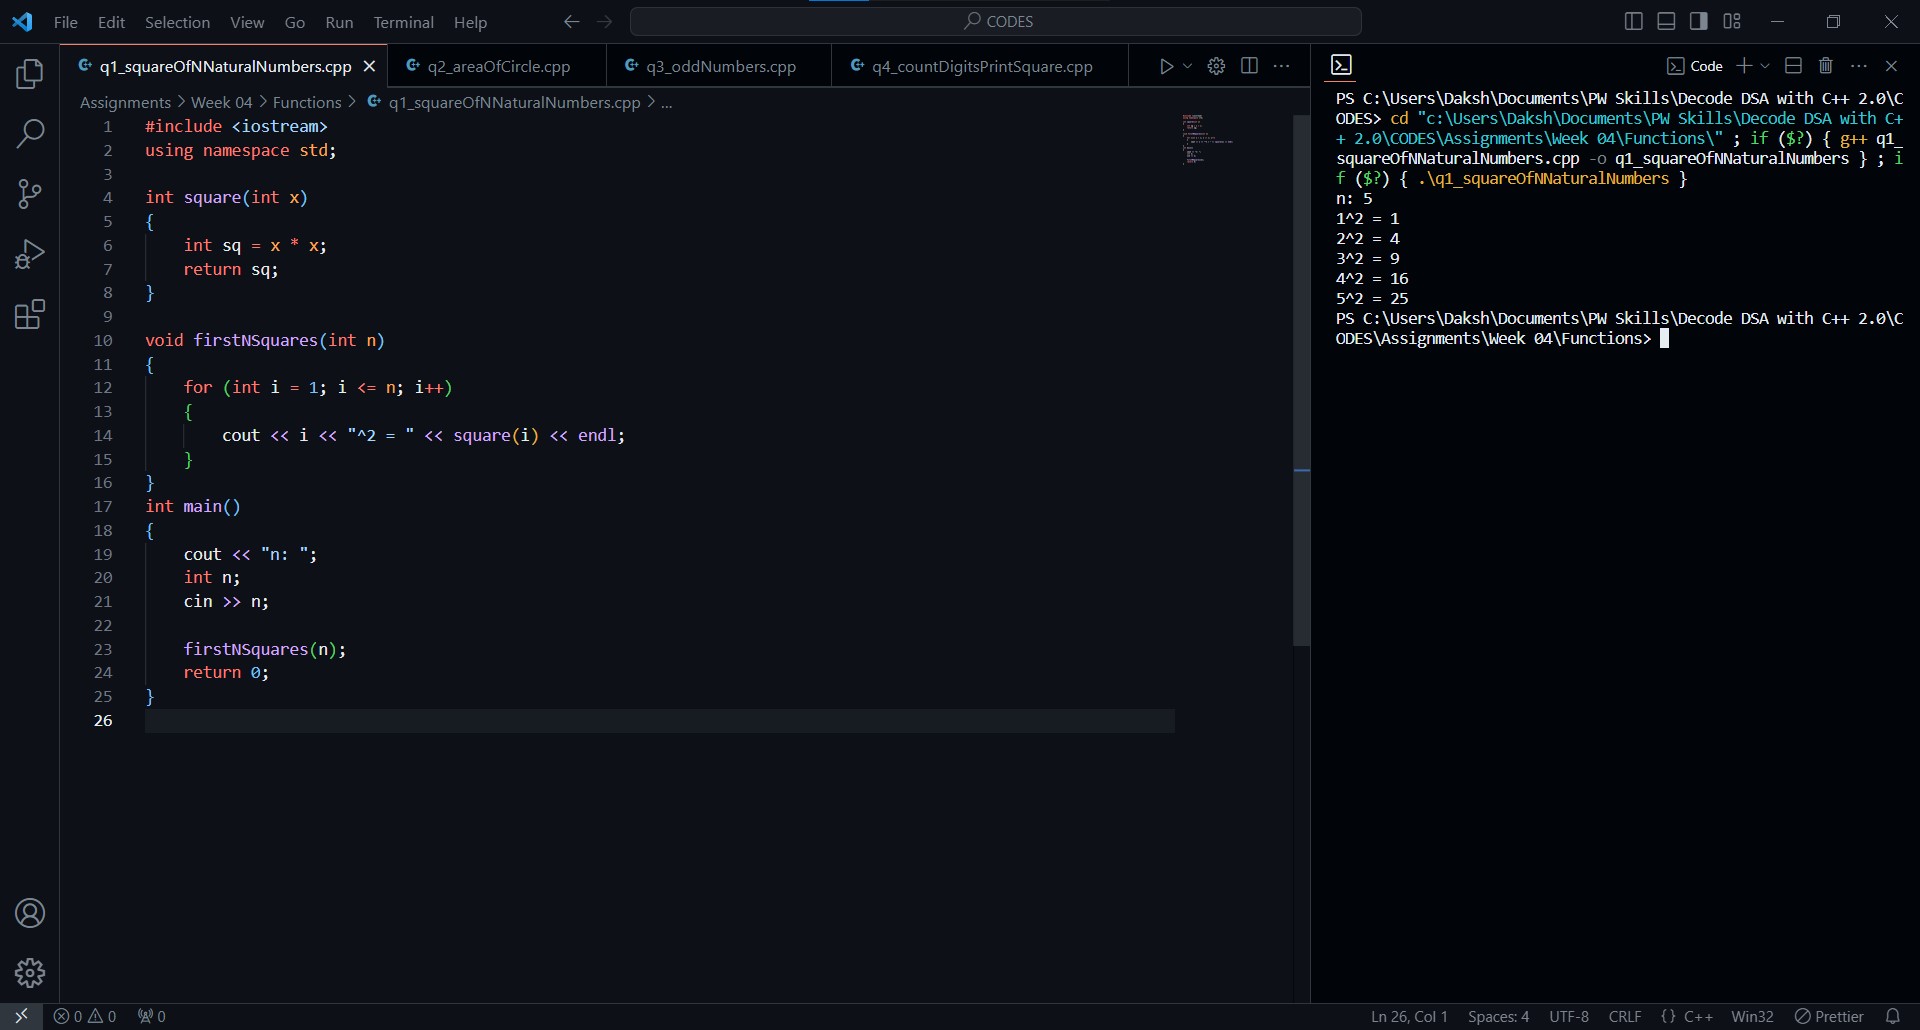 File Edit Selection View Go Run Terminal Help
CODES
q1_squareOfNNaturalNumbers.cpp
q2_areaOfCircle.cpp
q3_oddNumbers.cpp
q4_countDigitsPrintSquare.cpp
Assignments > Week 04 > Functions > q1_squareOfNNaturalNumbers.cpp > ...
1 #include <iostream>
2 using namespace std;
3
4 int square(int x)
5 {
6     int sq = x * x;
7     return sq;
8 }
9
10 void firstNSquares(int n)
11 {
12     for (int i = 1; i <= n; i++)
13     {
14         cout << i << "^2 = " << square(i) << endl;
15     }
16 }
17 int main()
18 {
19     cout << "n: ";
20     int n;
21     cin >> n;
22
23     firstNSquares(n);
24     return 0;
25 }
26
Code
PS C:\Users\Daksh\Documents\PW Skills\Decode DSA with C++ 2.0\C
ODES> cd "c:\Users\Daksh\Documents\PW Skills\Decode DSA with C+
+ 2.0\CODES\Assignments\Week 04\Functions\" ; if ($?) { g++ q1_
squareOfNNaturalNumbers.cpp -o q1_squareOfNNaturalNumbers } ; i
f ($?) { .\q1_squareOfNNaturalNumbers }
n: 5
1^2 = 1
2^2 = 4
3^2 = 9
4^2 = 16
5^2 = 25
PS C:\Users\Daksh\Documents\PW Skills\Decode DSA with C++ 2.0\C
ODES\Assignments\Week 04\Functions>
0 0 0
Ln 26, Col 1 Spaces: 4 UTF-8 CRLF {} C++ Win32 Prettier